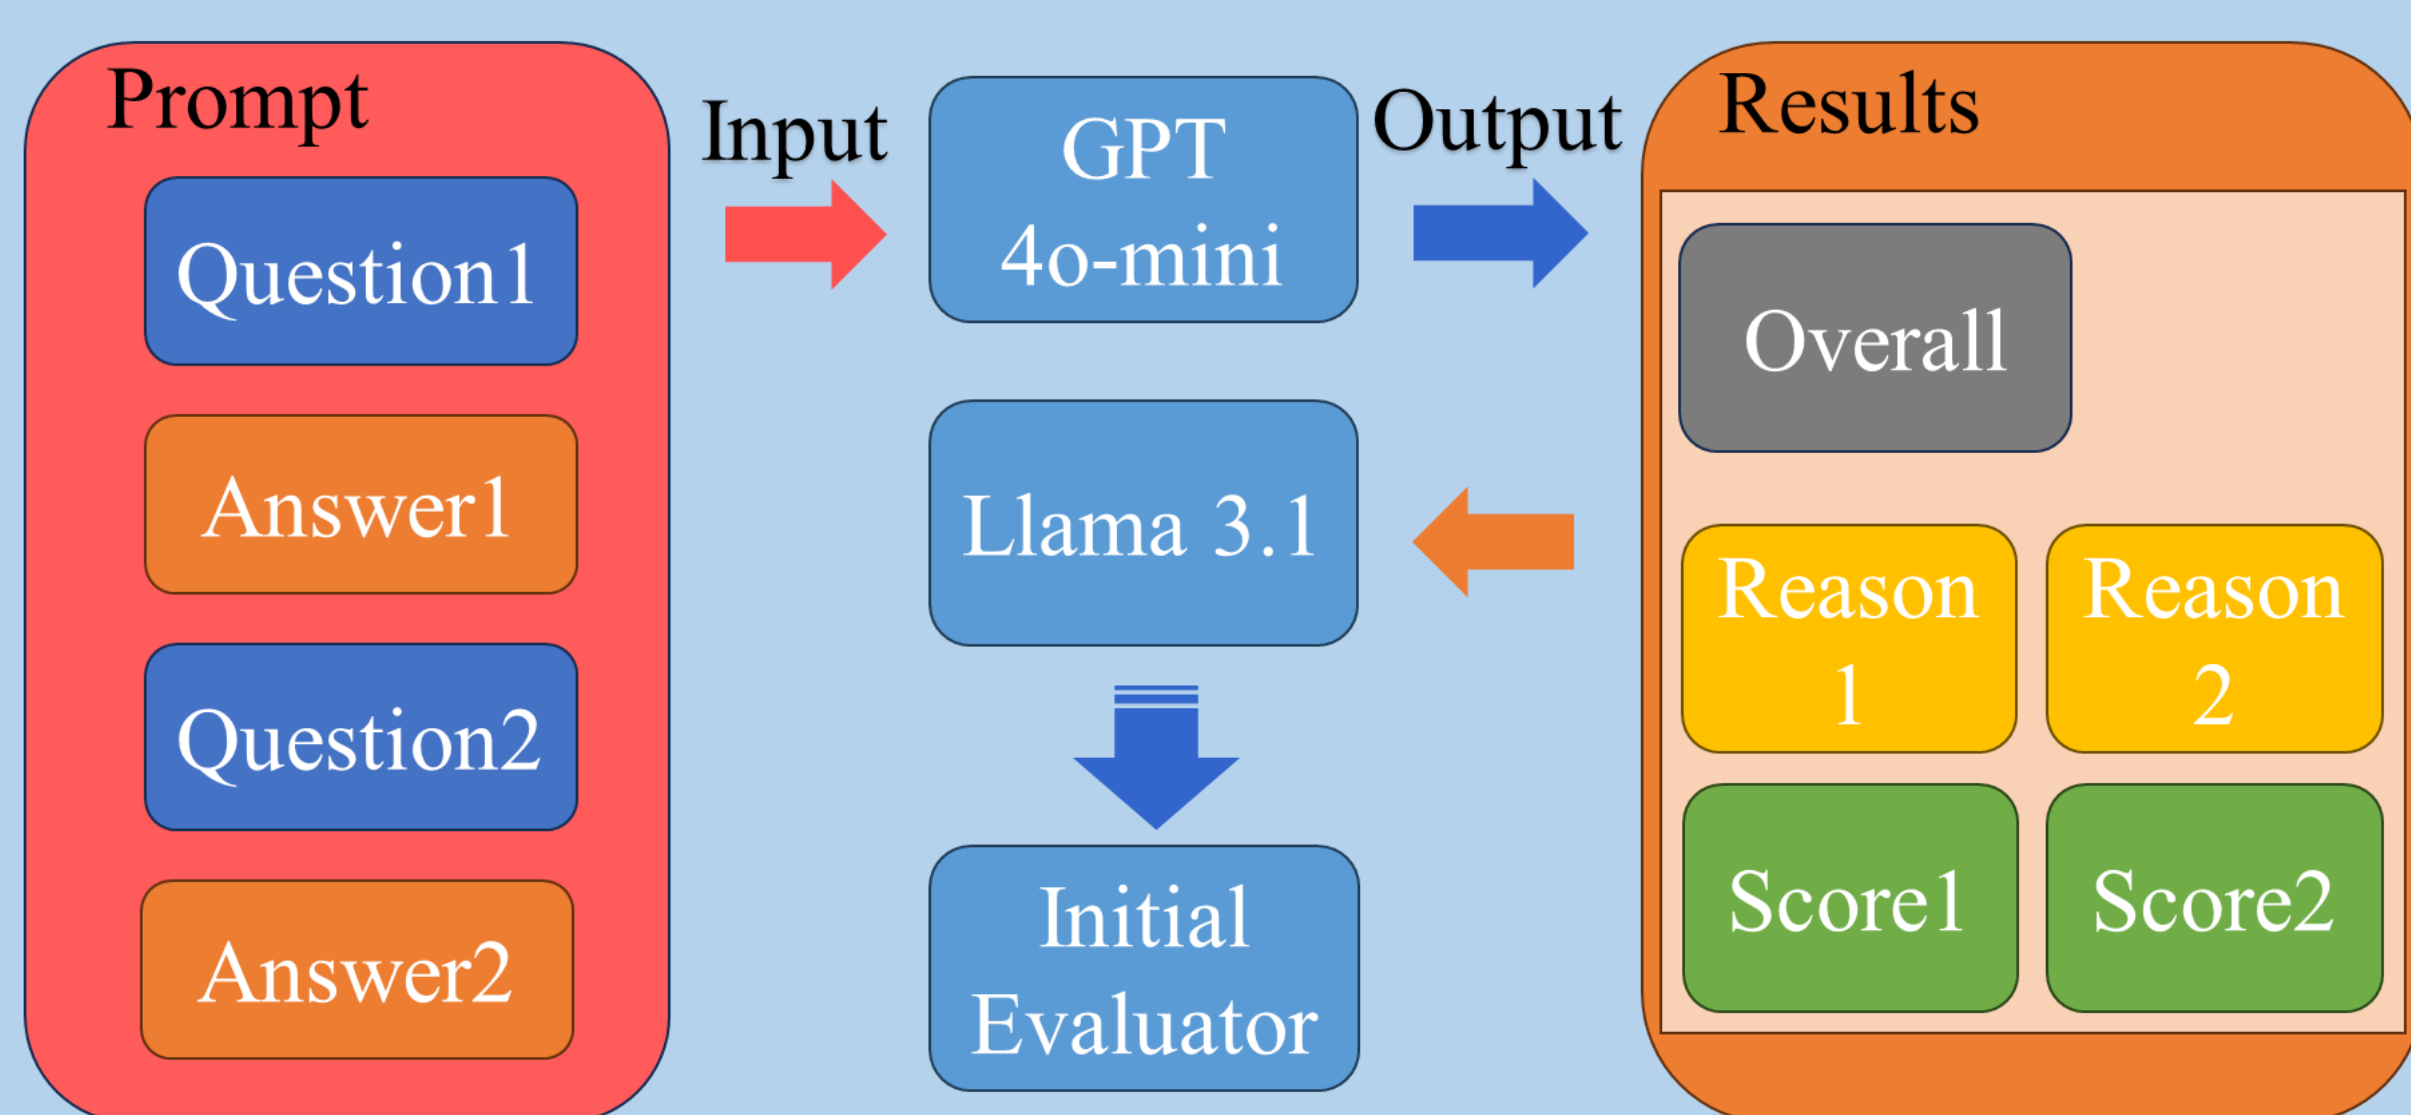 Prompt
Question1
Answer1
Question2
Answer2
Input
GPT
4o-mini
Output
Llama 3.1
Initial
Evaluator
Results
Overall
Reason
1
Reason
2
Score1
Score2